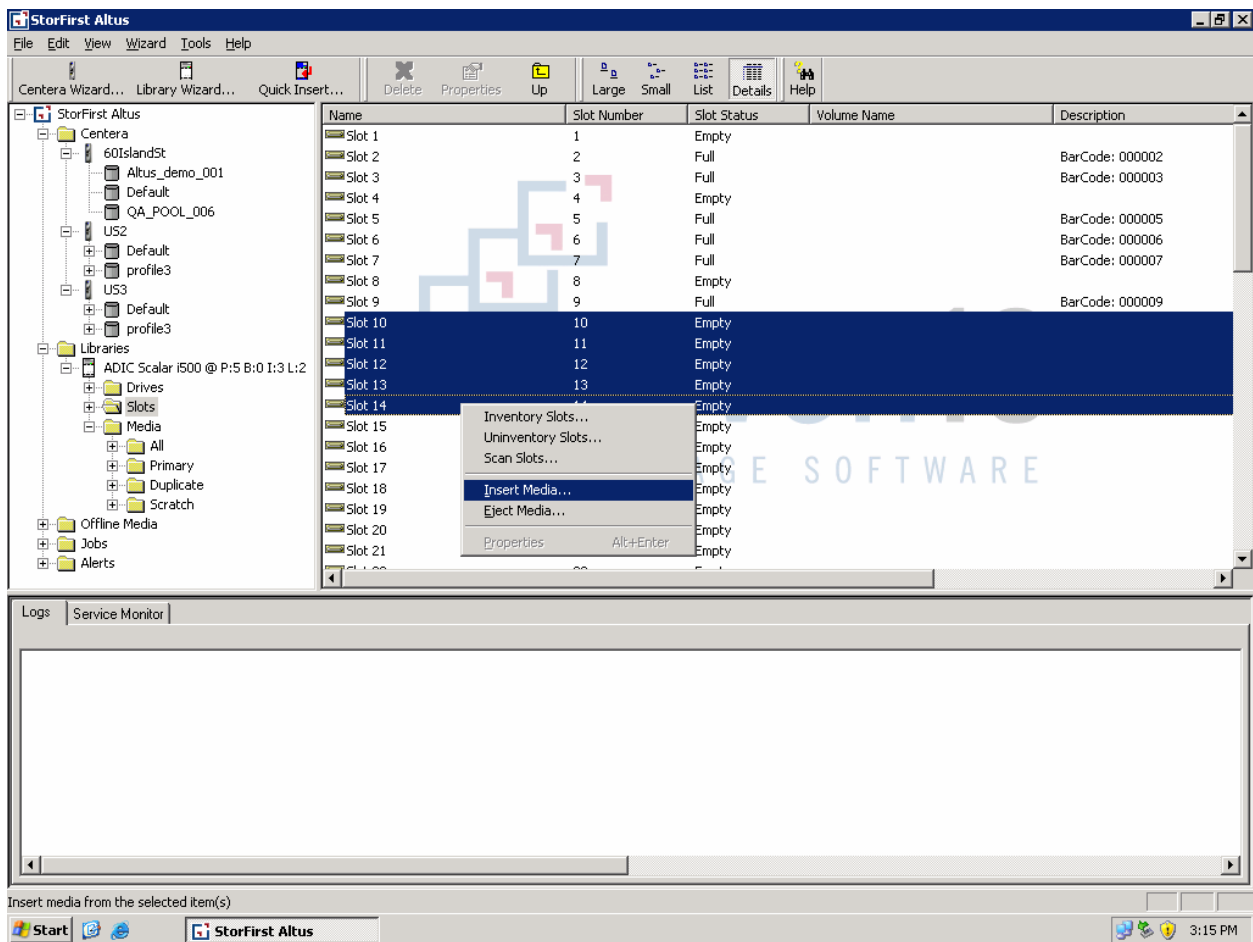 StorFirst Altus
File Edit View Wizard Tools Help
Centera Wizard... Library Wizard... Quick Insert... Delete Properties Up Large Small List Details Help
StorFirst Altus
Centera
60IslandSt
Altus_demo_001
Default
QA_POOL_006
US2
Default
profile3
US3
Default
profile3
Libraries
ADIC Scalar i500 @ P:5 B:0 I:3 L:2
Drives
Slots
Media
All
Primary
Duplicate
Scratch
Offline Media
Jobs
Alerts
Name Slot Number Slot Status Volume Name Description
Slot 1 1 Empty
Slot 2 2 Full BarCode: 000002
Slot 3 3 Full BarCode: 000003
Slot 4 4 Empty
Slot 5 5 Full BarCode: 000005
Slot 6 6 Full BarCode: 000006
Slot 7 7 Full BarCode: 000007
Slot 8 8 Empty
Slot 9 9 Full BarCode: 000009
Slot 10 10 Empty
Slot 11 11 Empty
Slot 12 12 Empty
Slot 13 13 Empty
Slot 14 Empty
Slot 15 Empty
Slot 16 Empty
Slot 17 Empty
Slot 18 Empty
Slot 19 Empty
Slot 20 Empty
Slot 21 Empty
SOFTWARE
Inventory Slots...
Uninventory Slots...
Scan Slots...
Insert Media...
Eject Media...
Properties Alt+Enter
Logs Service Monitor
Insert media from the selected item(s)
Start StorFirst Altus 3:15 PM